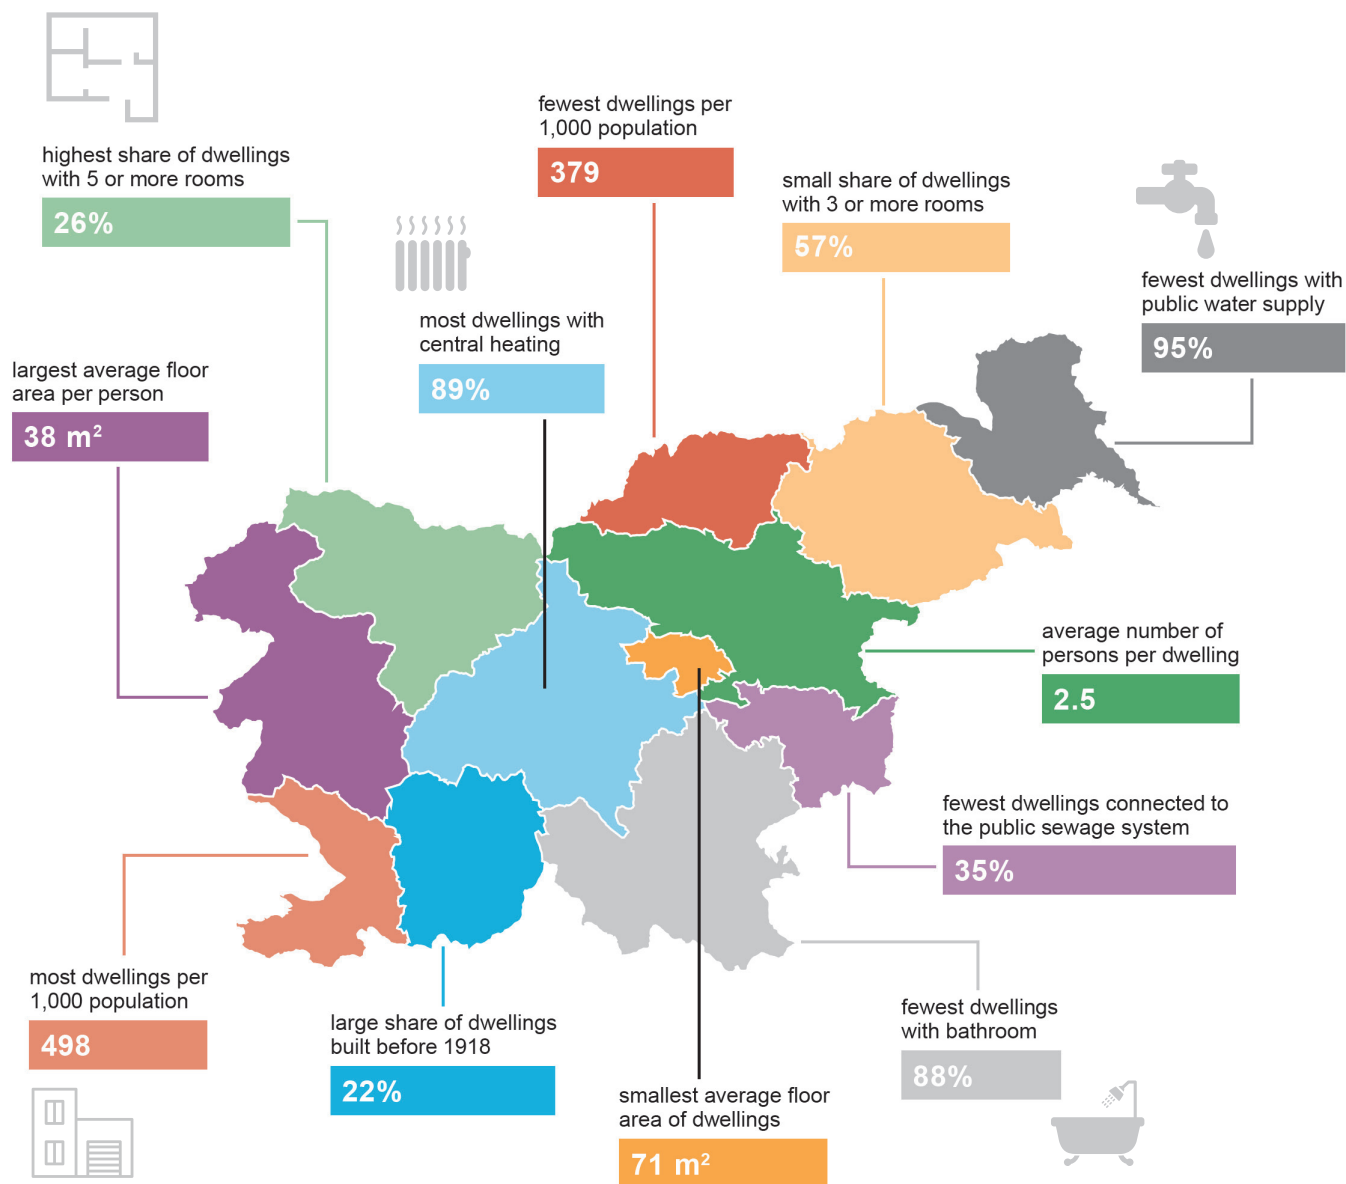 fewest dwellings per
1,000 population
379
highest share of dwellings
with 5 or more rooms
26%
small share of dwellings
with 3 or more rooms
57%
fewest dwellings with
public water supply
95%
most dwellings with
central heating
89%
largest average floor
area per person
38 m²
average number of
persons per dwelling
2.5
fewest dwellings connected to
the public sewage system
35%
most dwellings per
1,000 population
498
large share of dwellings
built before 1918
22%
fewest dwellings
with bathroom
88%
smallest average floor
area of dwellings
71 m²